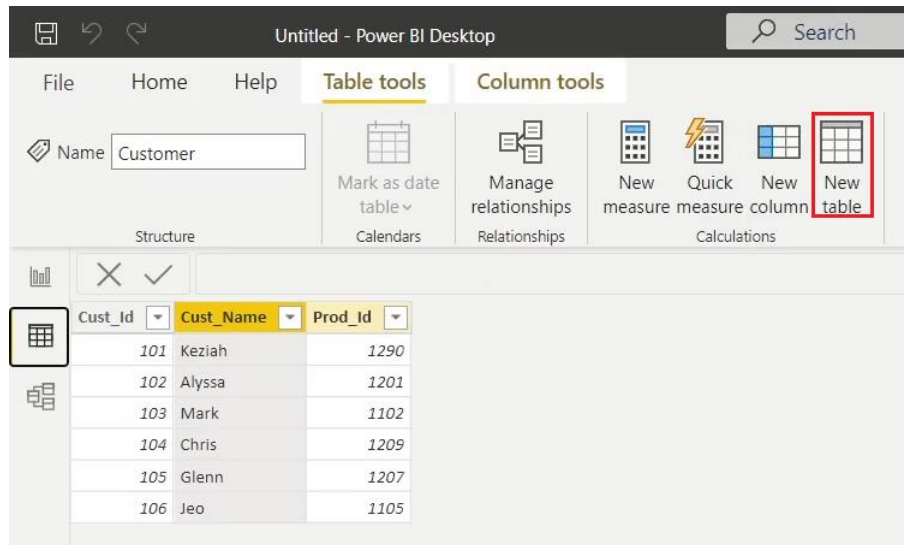 Untitled - Power BI Desktop
Search
File Home Help Table tools Column tools
Name Customer
Mark as date
table
Manage
relationships
New
measure
Quick
measure
New
column
New
table
Structure Calendars Relationships Calculations
Cust_Id Cust_Name Prod_Id
101 Keziah 1290
102 Alyssa 1201
103 Mark 1102
104 Chris 1209
105 Glenn 1207
106 Jeo 1105